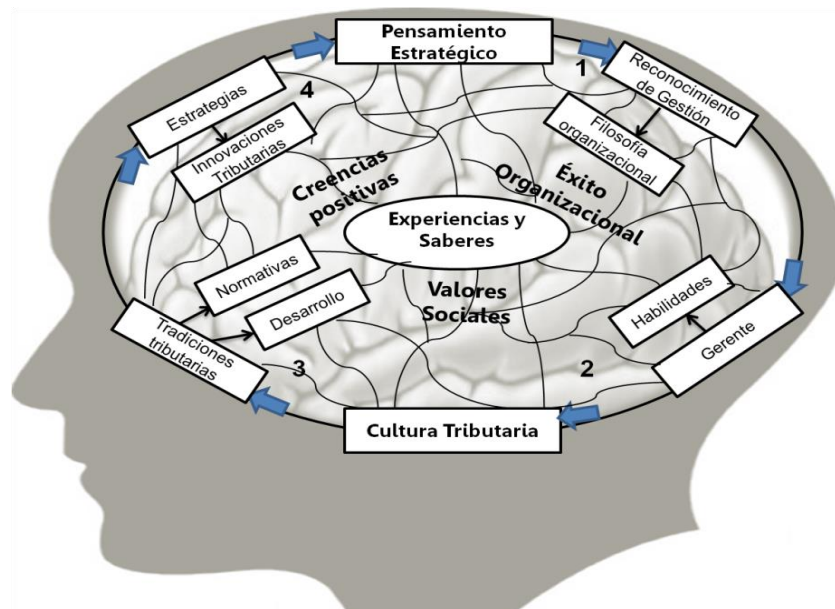 Pensamiento
Estratégico
1
Reconocimiento
de Gestión
4
Estrategias
Filosofía
organizacional
Innovaciones
Tributarias
Creencias
positivas
Éxito
Organizacional
Experiencias y
Saberes
Normativas
Valores
Sociales
Habilidades
Desarrollo
Gerente
Tradiciones
tributarias
3
2
Cultura Tributaria